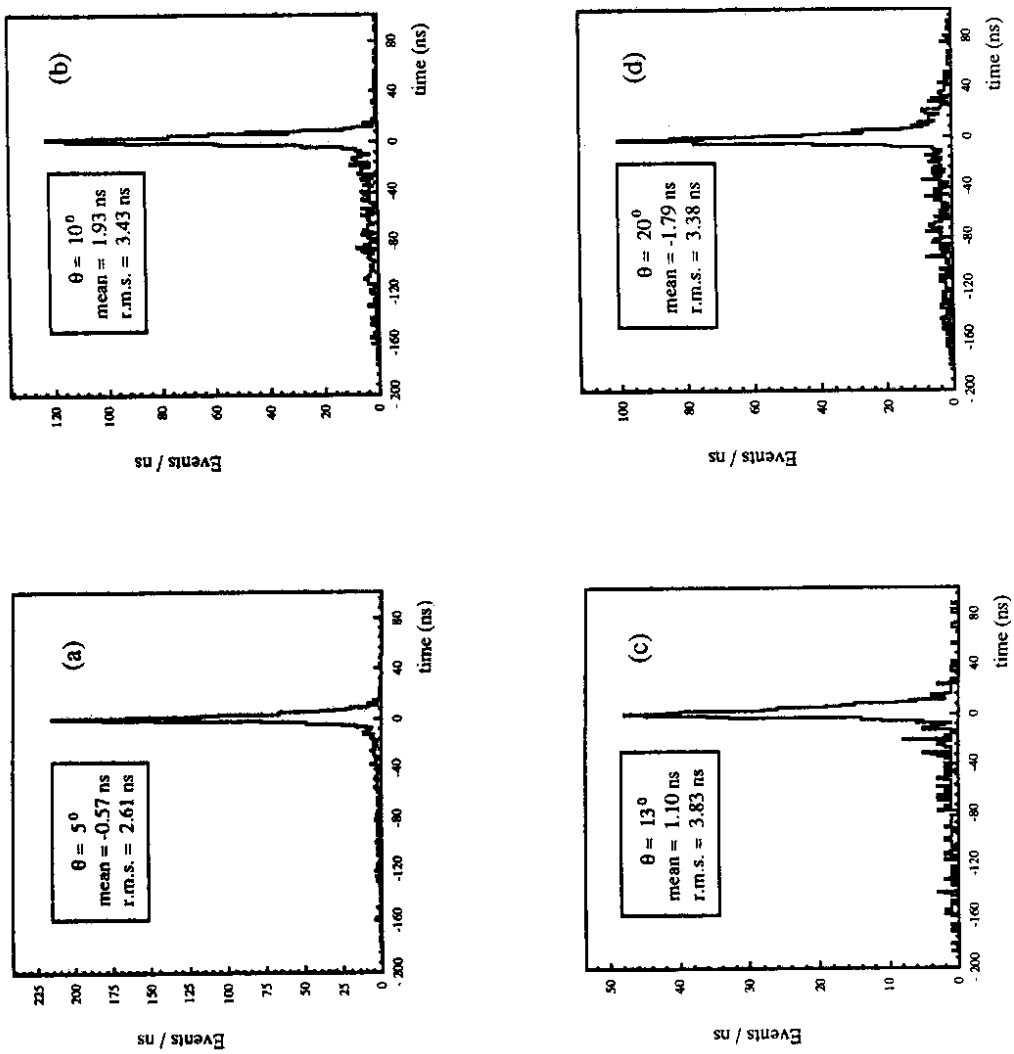 (a)
θ = 5⁰
mean = -0.57 ns
r.m.s. = 2.61 ns
Events / ns
225
200
175
150
125
100
75
50
25
0
- 200 -160 -120 -80 -40 0 40 80
time (ns)
(b)
θ = 10⁰
mean = 1.93 ns
r.m.s. = 3.43 ns
Events / ns
120
100
80
60
40
20
0
- 200 -160 -120 -80 -40 0 40 80
time (ns)
(c)
θ = 13⁰
mean = 1.10 ns
r.m.s. = 3.83 ns
Events / ns
50
40
30
20
10
0
- 200 -160 -120 -80 -40 0 40 80
time (ns)
(d)
θ = 20⁰
mean = -1.79 ns
r.m.s. = 3.38 ns
Events / ns
100
80
60
40
20
0
- 200 -160 -120 -80 -40 0 40 80
time (ns)